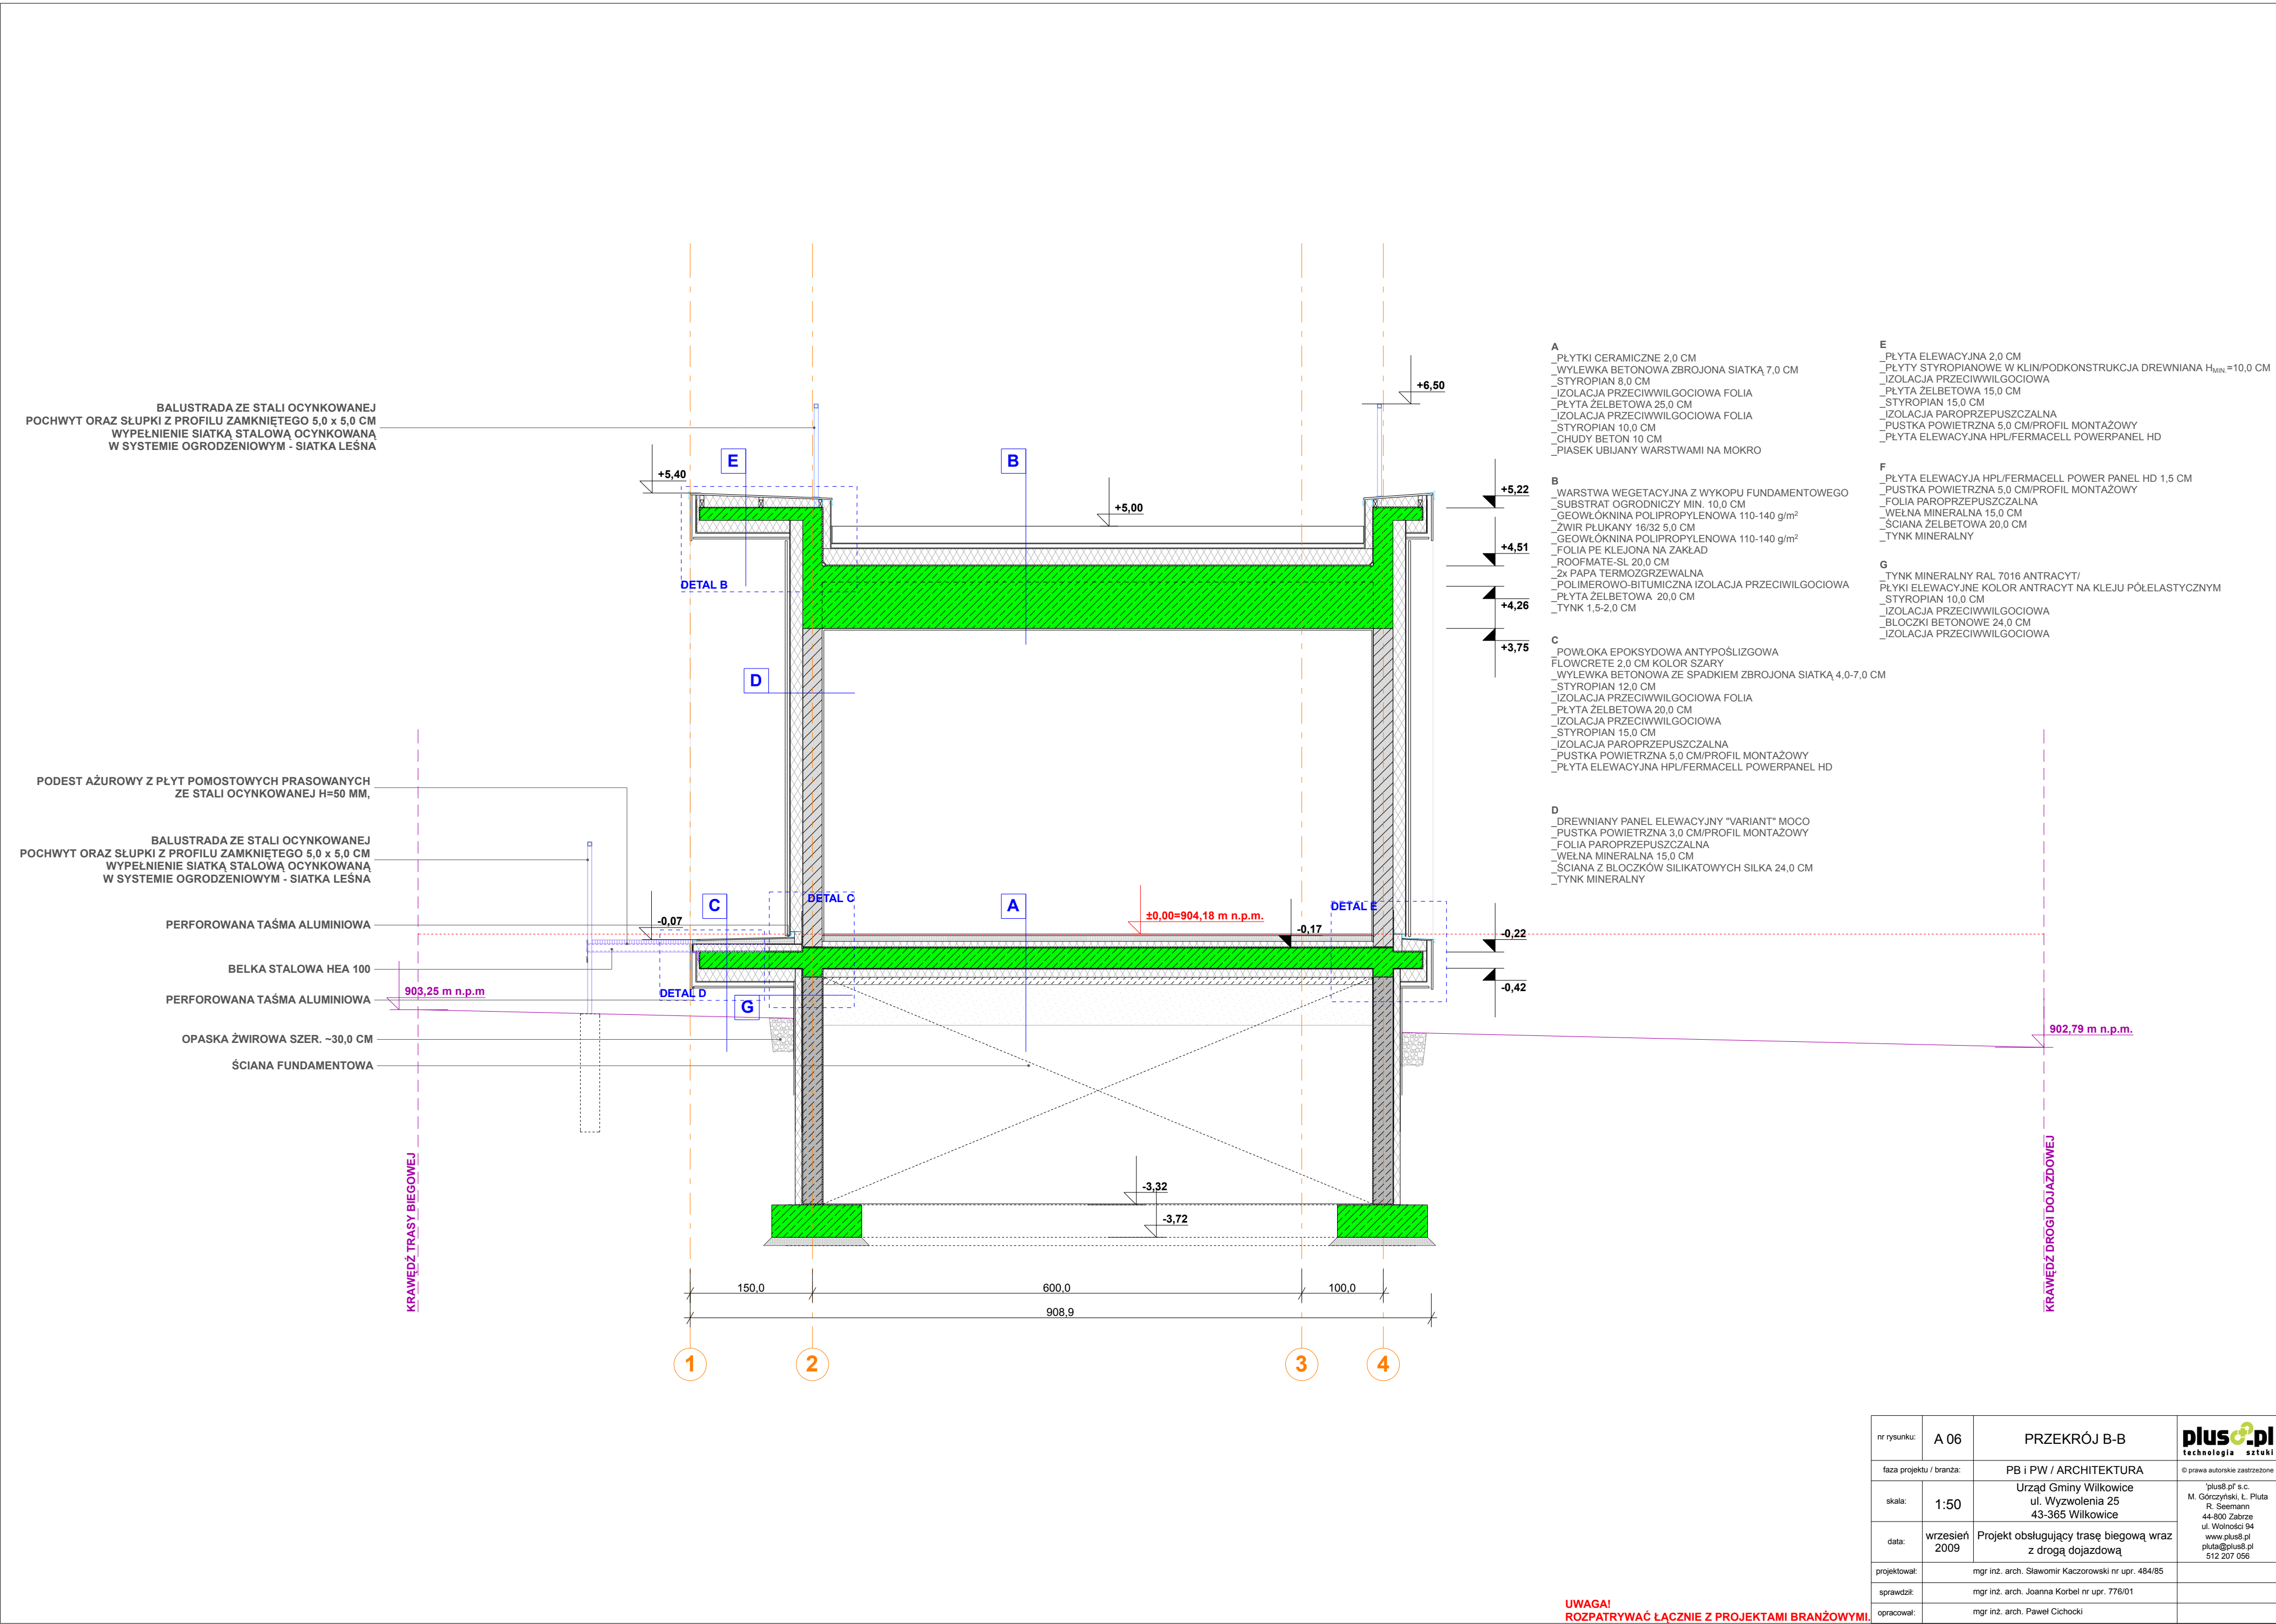 BALUSTRADA ZE STALI OCYNKOWANEJ
POCHWYT ORAZ SŁUPKI Z PROFILU ZAMKNIĘTEGO 5,0 x 5,0 CM
WYPEŁNIENIE SIATKĄ STALOWĄ OCYNKOWANĄ
W SYSTEMIE OGRODZENIOWYM - SIATKA LEŚNA
PODEST AŻUROWY Z PŁYT POMOSTOWYCH PRASOWANYCH
ZE STALI OCYNKOWANEJ H=50 MM,
BALUSTRADA ZE STALI OCYNKOWANEJ
POCHWYT ORAZ SŁUPKI Z PROFILU ZAMKNIĘTEGO 5,0 x 5,0 CM
WYPEŁNIENIE SIATKĄ STALOWĄ OCYNKOWANĄ
W SYSTEMIE OGRODZENIOWYM - SIATKA LEŚNA
PERFOROWANA TAŚMA ALUMINIOWA
BELKA STALOWA HEA 100
PERFOROWANA TAŚMA ALUMINIOWA
OPASKA ŻWIROWA SZER. ~30,0 CM
ŚCIANA FUNDAMENTOWA
903,25 m n.p.m
KRAWĘDŹ TRASY BIEGOWEJ
+6,50
E
B
+5,40
+5,00
+5,22
+4,51
+4,26
+3,75
DETAL B
D
C
DETAL C
A
DETAL E
-0,07
±0,00=904,18 m n.p.m.
-0,17
-0,22
-0,42
DETAL D
G
902,79 m n.p.m.
KRAWĘDŹ DROGI DOJAZDOWEJ
-3,32
-3,72
150,0
600,0
100,0
908,9
1
2
3
4
A
_PŁYTKI CERAMICZNE 2,0 CM
_WYLEWKA BETONOWA ZBROJONA SIATKĄ 7,0 CM
_STYROPIAN 8,0 CM
_IZOLACJA PRZECIWWILGOCIOWA FOLIA
_PŁYTA ŻELBETOWA 25,0 CM
_IZOLACJA PRZECIWWILGOCIOWA FOLIA
_STYROPIAN 10,0 CM
_CHUDY BETON 10 CM
_PIASEK UBIJANY WARSTWAMI NA MOKRO
B
_WARSTWA WEGETACYJNA Z WYKOPU FUNDAMENTOWEGO
_SUBSTRAT OGRODNICZY MIN. 10,0 CM
_GEOWŁÓKNINA POLIPROPYLENOWA 110-140 g/m²
_ŻWIR PŁUKANY 16/32 5,0 CM
_GEOWŁÓKNINA POLIPROPYLENOWA 110-140 g/m²
_FOLIA PE KLEJONA NA ZAKŁAD
_ROOFMATE-SL 20,0 CM
_2x PAPA TERMOZGRZEWALNA
_POLIMEROWO-BITUMICZNA IZOLACJA PRZECIWILGOCIOWA
_PŁYTA ŻELBETOWA 20,0 CM
_TYNK 1,5-2,0 CM
C
_POWŁOKA EPOKSYDOWA ANTYPOŚLIZGOWA
FLOWCRETE 2,0 CM KOLOR SZARY
_WYLEWKA BETONOWA ZE SPADKIEM ZBROJONA SIATKĄ 4,0-7,0 CM
_STYROPIAN 12,0 CM
_IZOLACJA PRZECIWWILGOCIOWA FOLIA
_PŁYTA ŻELBETOWA 20,0 CM
_IZOLACJA PRZECIWWILGOCIOWA
_STYROPIAN 15,0 CM
_IZOLACJA PAROPRZEPUSZCZALNA
_PUSTKA POWIETRZNA 5,0 CM/PROFIL MONTAŻOWY
_PŁYTA ELEWACYJNA HPL/FERMACELL POWERPANEL HD
D
_DREWNIANY PANEL ELEWACYJNY "VARIANT" MOCO
_PUSTKA POWIETRZNA 3,0 CM/PROFIL MONTAŻOWY
_FOLIA PAROPRZEPUSZCZALNA
_WEŁNA MINERALNA 15,0 CM
_ŚCIANA Z BLOCZKÓW SILIKATOWYCH SILKA 24,0 CM
_TYNK MINERALNY
E
_PŁYTA ELEWACYJNA 2,0 CM
_PŁYTY STYROPIANOWE W KLIN/PODKONSTRUKCJA DREWNIANA HMIN.=10,0 CM
_IZOLACJA PRZECIWWILGOCIOWA
_PŁYTA ŻELBETOWA 15,0 CM
_STYROPIAN 15,0 CM
_IZOLACJA PAROPRZEPUSZCZALNA
_PUSTKA POWIETRZNA 5,0 CM/PROFIL MONTAŻOWY
_PŁYTA ELEWACYJNA HPL/FERMACELL POWERPANEL HD
F
_PŁYTA ELEWACYJA HPL/FERMACELL POWER PANEL HD 1,5 CM
_PUSTKA POWIETRZNA 5,0 CM/PROFIL MONTAŻOWY
_FOLIA PAROPRZEPUSZCZALNA
_WEŁNA MINERALNA 15,0 CM
_ŚCIANA ŻELBETOWA 20,0 CM
_TYNK MINERALNY
G
_TYNK MINERALNY RAL 7016 ANTRACYT/
PŁYKI ELEWACYJNE KOLOR ANTRACYT NA KLEJU PÓŁELASTYCZNYM
_STYROPIAN 10,0 CM
_IZOLACJA PRZECIWWILGOCIOWA
_BLOCZKI BETONOWE 24,0 CM
_IZOLACJA PRZECIWWILGOCIOWA
UWAGA!
ROZPATRYWAĆ ŁĄCZNIE Z PROJEKTAMI BRANŻOWYMI.
nr rysunku: A 06 PRZEKRÓJ B-B
plus8.pl
technologia sztuki
faza projektu / branża: PB i PW / ARCHITEKTURA
© prawa autorskie zastrzeżone
skala: 1:50
Urząd Gminy Wilkowice
ul. Wyzwolenia 25
43-365 Wilkowice
data: wrzesień 2009
Projekt obsługujący trasę biegową wraz
z drogą dojazdową
'plus8.pl' s.c.
M. Górczyński, Ł. Pluta
R. Seemann
44-800 Zabrze
ul. Wolności 94
www.plus8.pl
pluta@plus8.pl
512 207 056
projektował: mgr inż. arch. Sławomir Kaczorowski nr upr. 484/85
sprawdził: mgr inż. arch. Joanna Korbel nr upr. 776/01
opracował: mgr inż. arch. Paweł Cichocki